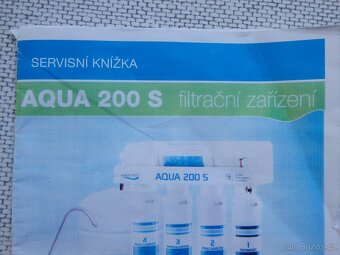 SERVISNÍ KNÍŽKA
AQUA 200 S filtrační zařízení
AQUA 200 S
4
3
2
1